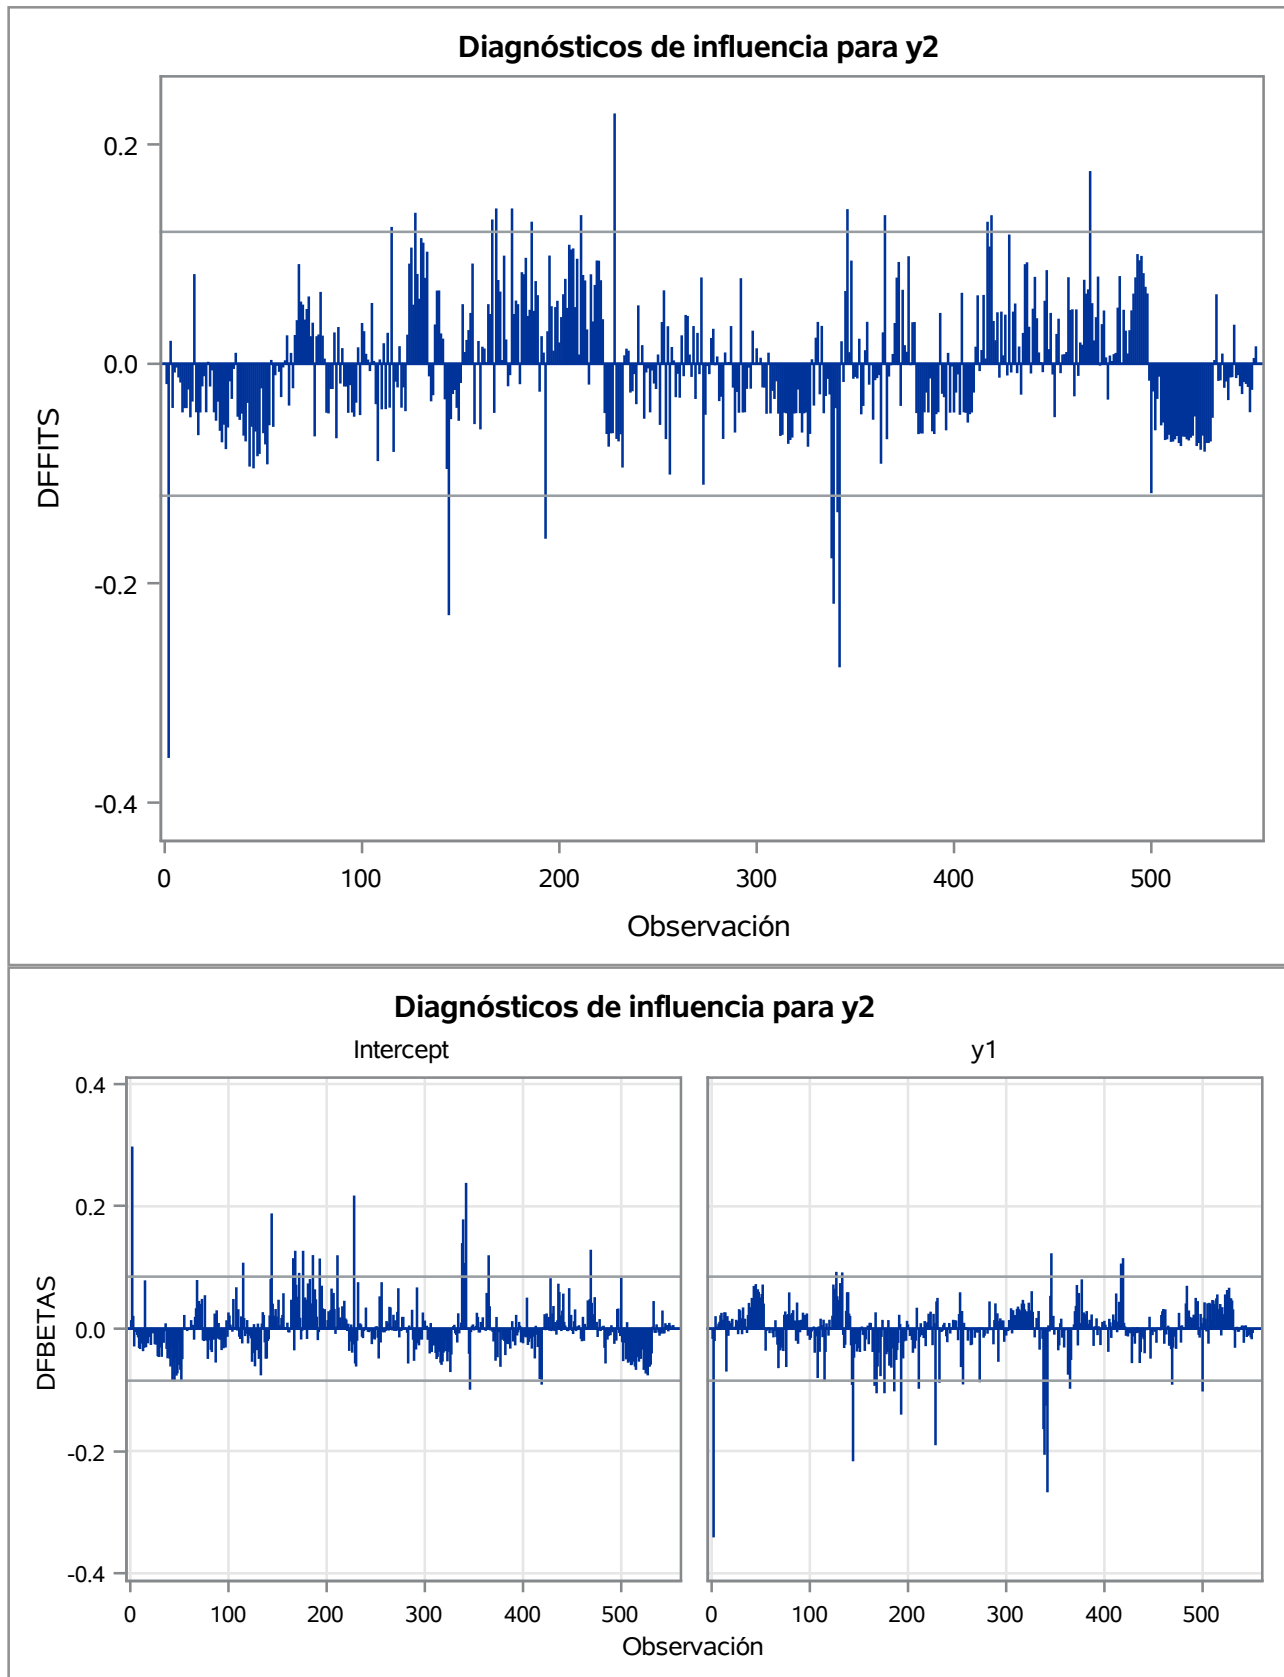 Diagnósticos de influencia para y2
DFFITS
0.2
0.0
-0.2
-0.4
0 100 200 300 400 500
Observación
Diagnósticos de influencia para y2
Intercept y1
DFBETAS
0.4
0.2
0.0
-0.2
-0.4
0 100 200 300 400 500 0 100 200 300 400 500
Observación